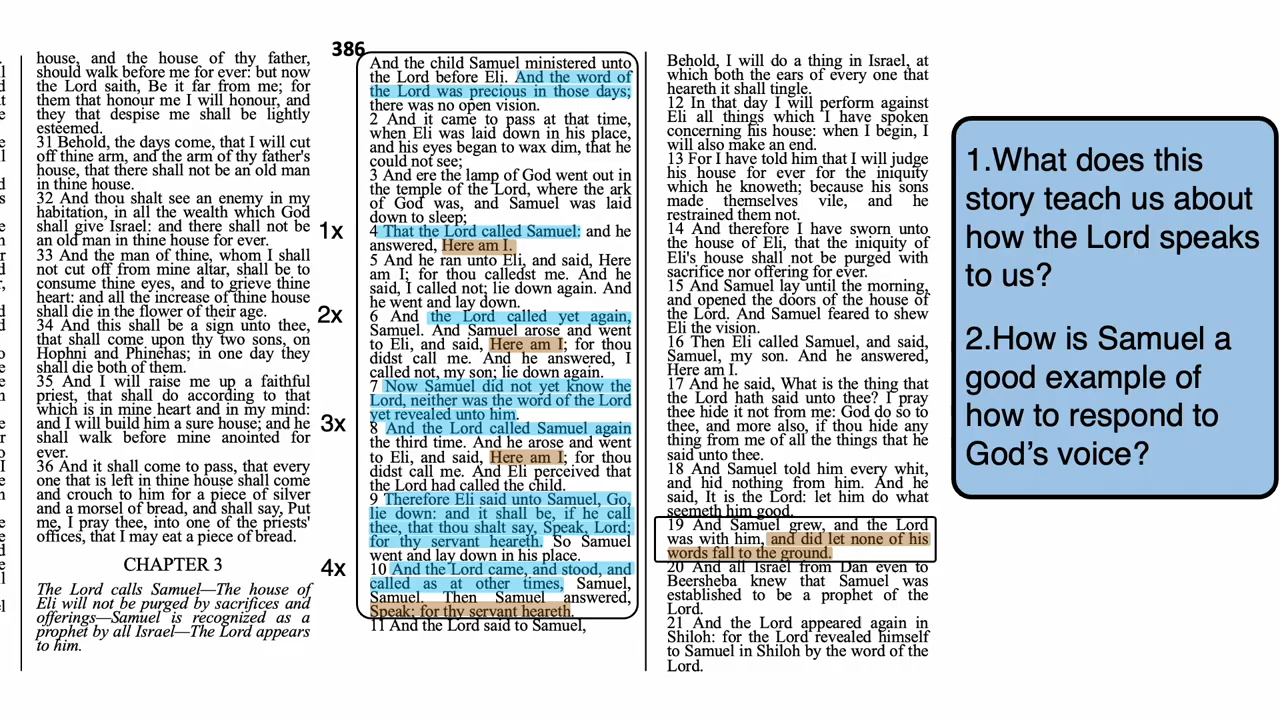 house, and the house of thy father,
should walk before me for ever: but now
the Lord saith, Be it far from me; for
them that honour me I will honour, and
they that despise me shall be lightly
esteemed.
31 Behold, the days come, that I will cut
off thine arm, and the arm of thy father's
house, that there shall not be an old man
in thine house.
32 And thou shalt see an enemy in my
habitation, in all the wealth which God
shall give Israel: and there shall not be
an old man in thine house for ever.
33 And the man of thine, whom I shall
not cut off from mine altar, shall be to
consume thine eyes, and to grieve thine
heart: and all the increase of thine house
shall die in the flower of their age.
34 And this shall be a sign unto thee,
that shall come upon thy two sons, on
Hophni and Phinehas; in one day they
shall die both of them.
35 And I will raise me up a faithful
priest, that shall do according to that
which is in mine heart and in my mind:
and I will build him a sure house; and he
shall walk before mine anointed for
ever.
36 And it shall come to pass, that every
one that is left in thine house shall come
and crouch to him for a piece of silver
and a morsel of bread, and shall say, Put
me, I pray thee, into one of the priests'
offices, that I may eat a piece of bread.
CHAPTER 3
The Lord calls Samuel—The house of
Eli will not be purged by sacrifices and
offerings—Samuel is recognized as a
prophet by all Israel—The Lord appears
to him.
386
And the child Samuel ministered unto
the Lord before Eli. And the word of
the Lord was precious in those days;
there was no open vision.
2 And it came to pass at that time,
when Eli was laid down in his place,
and his eyes began to wax dim, that he
could not see;
3 And ere the lamp of God went out in
the temple of the Lord, where the ark
of God was, and Samuel was laid
down to sleep;
1x
4 That the Lord called Samuel: and he
answered, Here am I.
5 And he ran unto Eli, and said, Here
am I; for thou calledst me. And he
said, I called not; lie down again. And
he went and lay down.
2x
6 And the Lord called yet again,
Samuel. And Samuel arose and went
to Eli, and said, Here am I; for thou
didst call me. And he answered, I
called not, my son; lie down again.
7 Now Samuel did not yet know the
Lord, neither was the word of the Lord
yet revealed unto him.
3x
8 And the Lord called Samuel again
the third time. And he arose and went
to Eli, and said, Here am I; for thou
didst call me. And Eli perceived that
the Lord had called the child.
9 Therefore Eli said unto Samuel, Go,
lie down: and it shall be, if he call
thee, that thou shalt say, Speak, Lord;
for thy servant heareth. So Samuel
went and lay down in his place.
4x
10 And the Lord came, and stood, and
called as at other times, Samuel,
Samuel. Then Samuel answered,
Speak; for thy servant heareth.
11 And the Lord said to Samuel,
Behold, I will do a thing in Israel, at
which both the ears of every one that
heareth it shall tingle.
12 In that day I will perform against
Eli all things which I have spoken
concerning his house: when I begin, I
will also make an end.
13 For I have told him that I will judge
his house for ever for the iniquity
which he knoweth; because his sons
made themselves vile, and he
restrained them not.
14 And therefore I have sworn unto
the house of Eli, that the iniquity of
Eli's house shall not be purged with
sacrifice nor offering for ever.
15 And Samuel lay until the morning,
and opened the doors of the house of
the Lord. And Samuel feared to shew
Eli the vision.
16 Then Eli called Samuel, and said,
Samuel, my son. And he answered,
Here am I.
17 And he said, What is the thing that
the Lord hath said unto thee? I pray
thee hide it not from me: God do so to
thee, and more also, if thou hide any
thing from me of all the things that he
said unto thee.
18 And Samuel told him every whit,
and hid nothing from him. And he
said, It is the Lord: let him do what
seemeth him good.
19 And Samuel grew, and the Lord
was with him, and did let none of his
words fall to the ground.
20 And all Israel from Dan even to
Beersheba knew that Samuel was
established to be a prophet of the
Lord.
21 And the Lord appeared again in
Shiloh: for the Lord revealed himself
to Samuel in Shiloh by the word of the
Lord.
1.What does this
story teach us about
how the Lord speaks
to us?
2.How is Samuel a
good example of
how to respond to
God's voice?